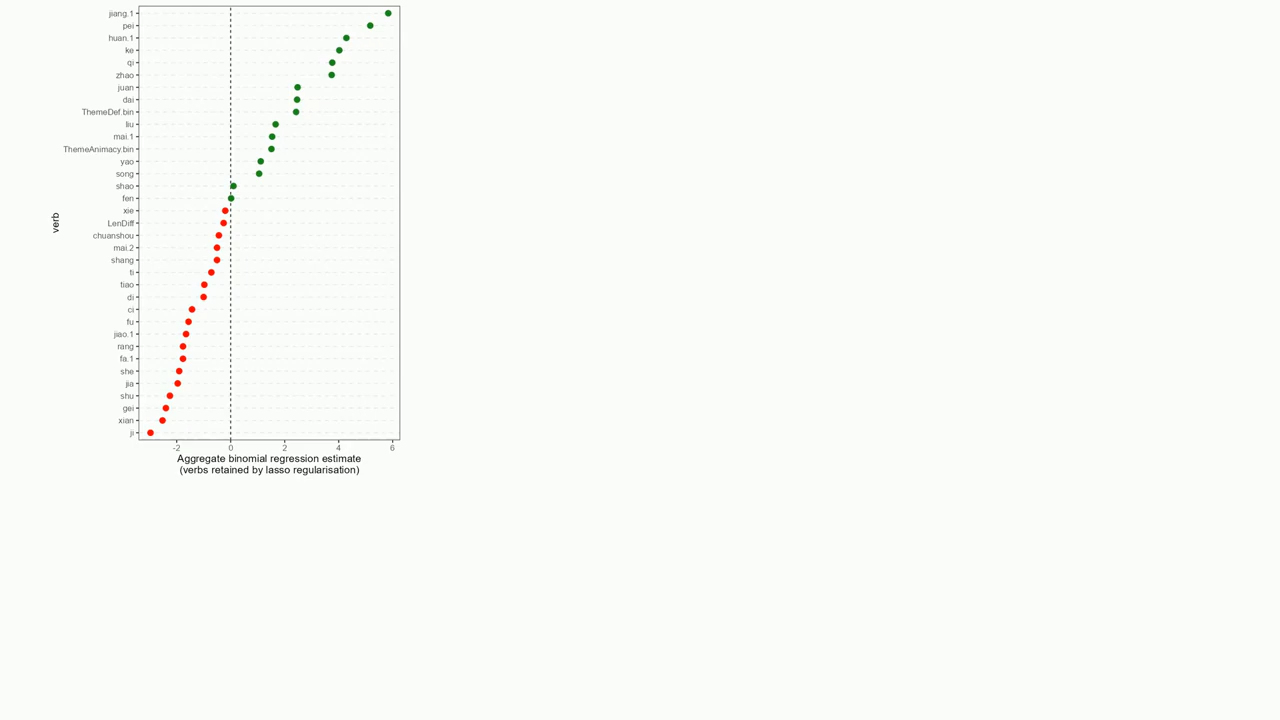 jiang.1
pei
huan.1
ke
qi
zhao
juan
dai
ThemeDef.bin
liu
mai.1
ThemeAnimacy.bin
yao
song
shao
fen
xie
LenDiff
chuanshou
mai.2
shang
ti
tiao
di
ci
fu
jiao.1
rang
fa.1
she
jia
shu
gei
xian
ji
verb
-2 0 2 4 6
Aggregate binomial regression estimate
(verbs retained by lasso regularisation)